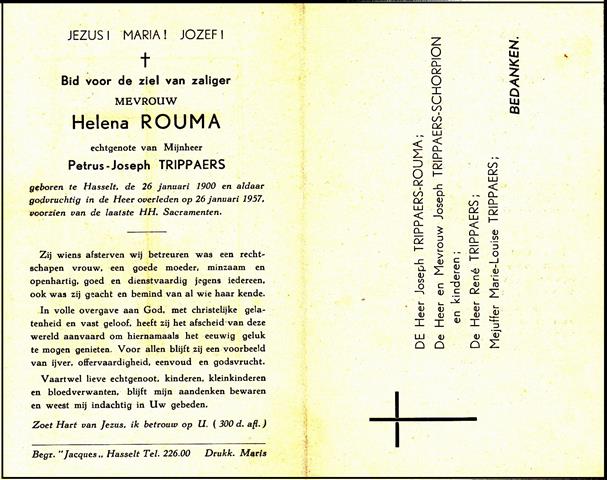 JEZUS! MARIA! JOZEF!
Bid voor de ziel van zaliger
MEVROUW
Helena ROUMA
echtgenote van Mijnheer
Petrus-Joseph TRIPPAERS
geboren te Hasselt, de 26 januari 1900 en aldaar
godvruchtig in de Heer overleden op 26 januari 1957,
voorzien van de laatste HH. Sacramenten.
Zij wiens afsterven wij betreuren was een recht-
schapen vrouw, een goede moeder, minzaam en
openhartig, goed en dienstvaardig jegens iedereen,
ook was zij geacht en bemind van al wie haar kende.
In volle overgave aan God, met christelijke gela-
tenheid en vast geloof, heeft zij het afscheid van deze
wereld aanvaard om hiernamaals het eeuwig geluk
te mogen genieten. Voor allen blijft zij een voorbeeld
van ijver, offervaardigheid, eenvoud en godsvrucht.
Vaartwel lieve echtgenoot, kinderen, kleinkinderen
en bloedverwanten, blijft mijn aandenken bewaren
en weest mij indachtig in Uw gebeden.
Zoet Hart van Jezus, ik betrouw op U. (300 d. afl.)
Begr. "Jacques,, Hasselt Tel. 226.00 Drukk. Maris
DE Heer Joseph TRIPPAERS-ROUMA;
De Heer en Mevrouw Joseph TRIPPAERS-SCHORPION
en kinderen;
De Heer René TRIPPAERS;
Mejuffer Marie-Louise TRIPPAERS;
BEDANKEN.